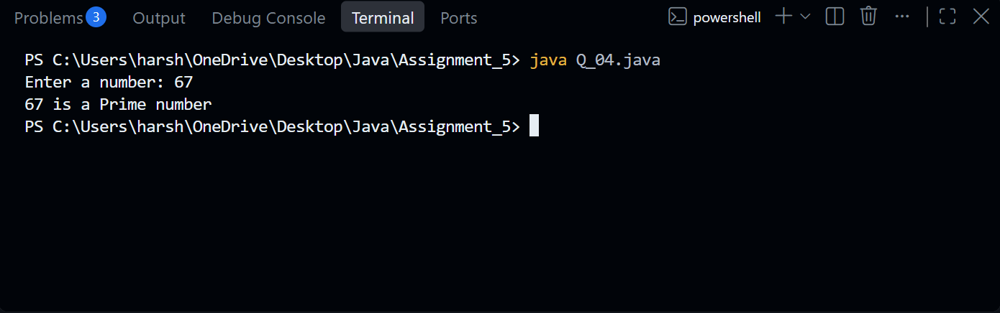 Problems 3 Output Debug Console Terminal Ports powershell
PS C:\Users\harsh\OneDrive\Desktop\Java\Assignment_5> java Q_04.java
Enter a number: 67
67 is a Prime number
PS C:\Users\harsh\OneDrive\Desktop\Java\Assignment_5>